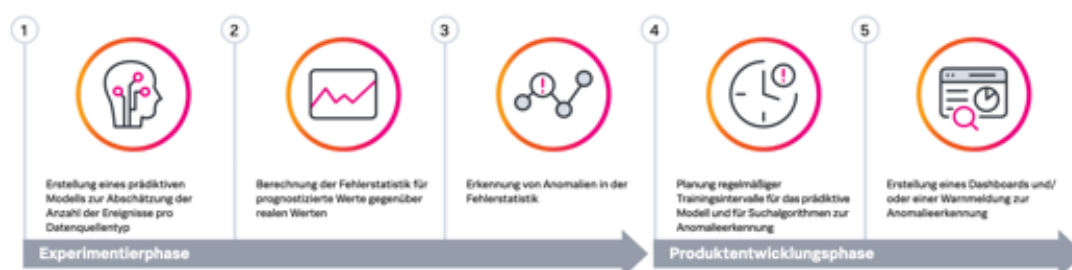 1
2
3
4
5
Erstellung eines prädiktiven
Modells zur Abschätzung der
Anzahl der Ereignisse pro
Datenquellentyp
Berechnung der Fehlerstatistik für
prognostizierte Werte gegenüber
realen Werten
Erkennung von Anomalien in der
Fehlerstatistik
Planung regelmäßiger
Trainingsintervalle für das prädiktive
Modell und für Suchalgorithmen zur
Anomalieerkennung
Erstellung eines Dashboards und/
oder einer Warnmeldung zur
Anomalieerkennung
Experimentierphase
Produktentwicklungsphase